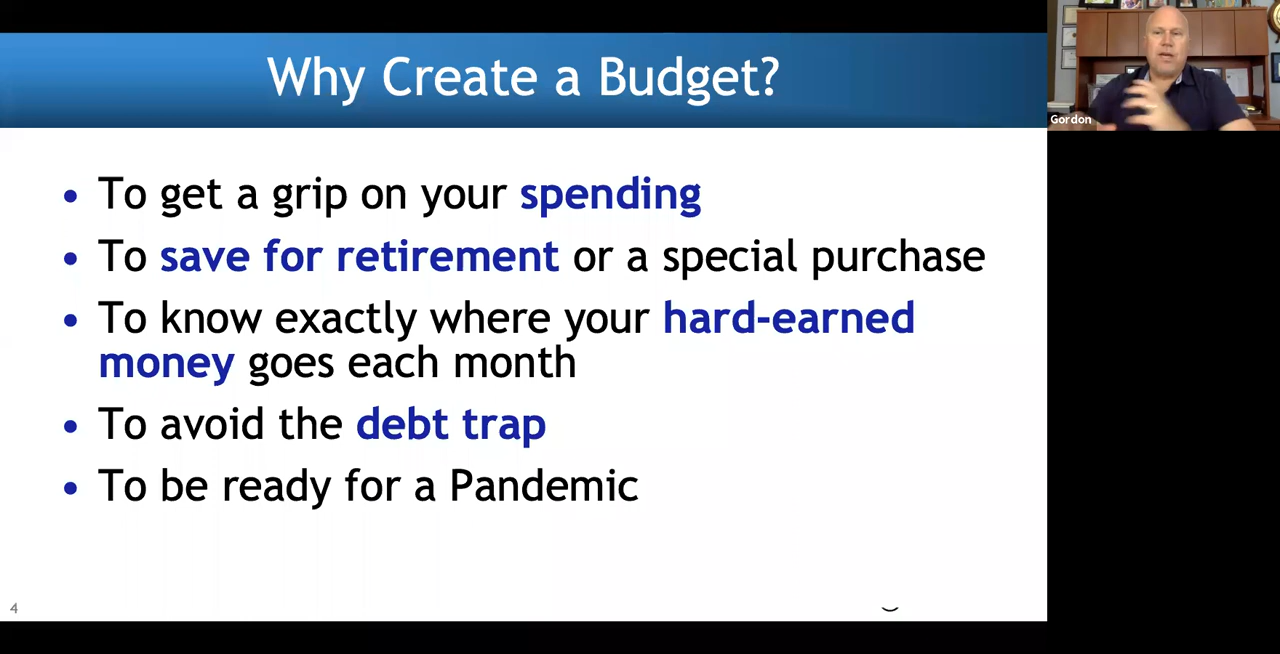 Why Create a Budget?
Gordon
• To get a grip on your spending
• To save for retirement or a special purchase
• To know exactly where your hard-earned
money goes each month
• To avoid the debt trap
• To be ready for a Pandemic
4